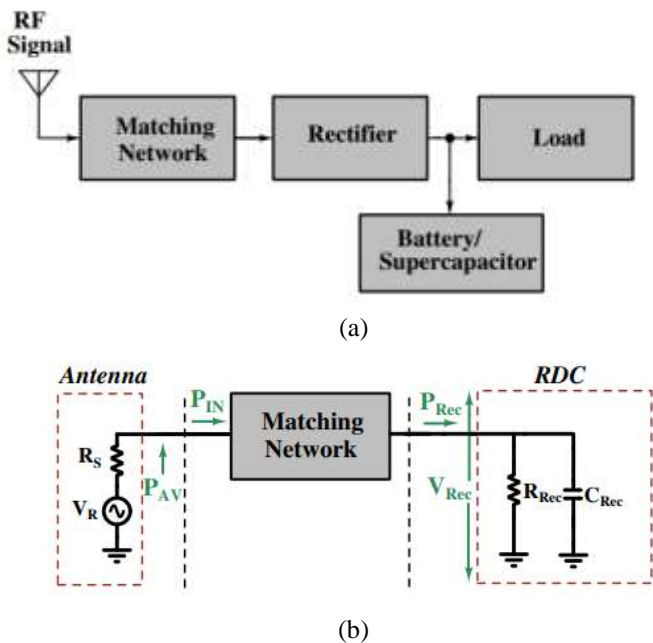 RF
Signal
Matching
Network
Rectifier
Load
Battery/
Supercapacitor
(a)
Antenna
RDC
P_IN
Matching
Network
P_Rec
R_S
P_AV
V_R
V_Rec
R_Rec
C_Rec
(b)